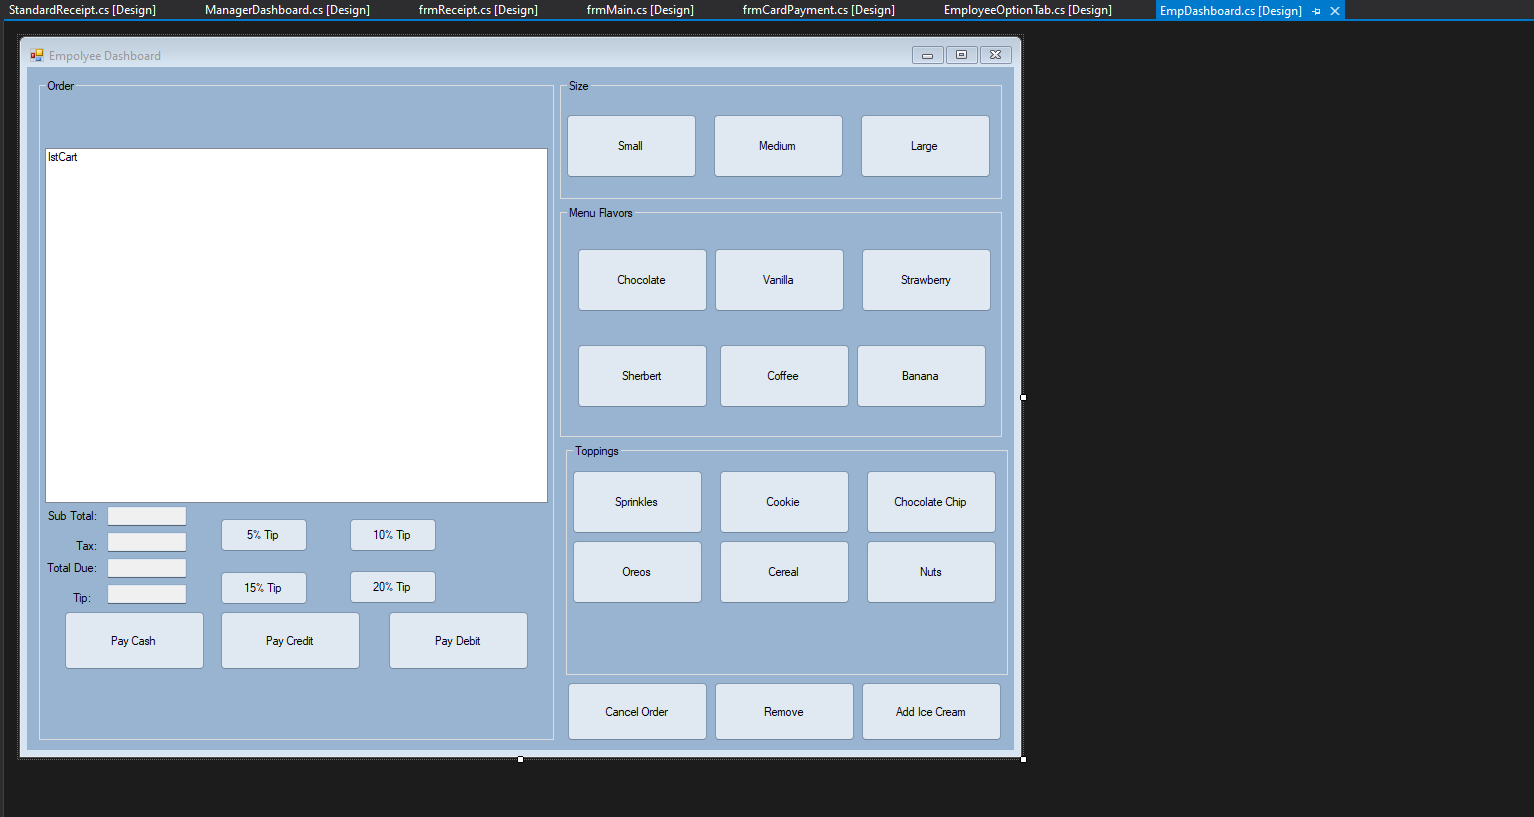 StandardReceipt.cs [Design]
ManagerDashboard.cs [Design]
frmReceipt.cs [Design]
frmMain.cs [Design]
frmCardPayment.cs [Design]
EmployeeOptionTab.cs [Design]
EmpDashboard.cs [Design]
Empolyee Dashboard
Order
lstCart
Sub Total:
Tax:
Total Due:
Tip:
5% Tip
10% Tip
15% Tip
20% Tip
Pay Cash
Pay Credit
Pay Debit
Size
Small
Medium
Large
Menu Flavors
Chocolate
Vanilla
Strawberry
Sherbert
Coffee
Banana
Toppings
Sprinkles
Cookie
Chocolate Chip
Oreos
Cereal
Nuts
Cancel Order
Remove
Add Ice Cream